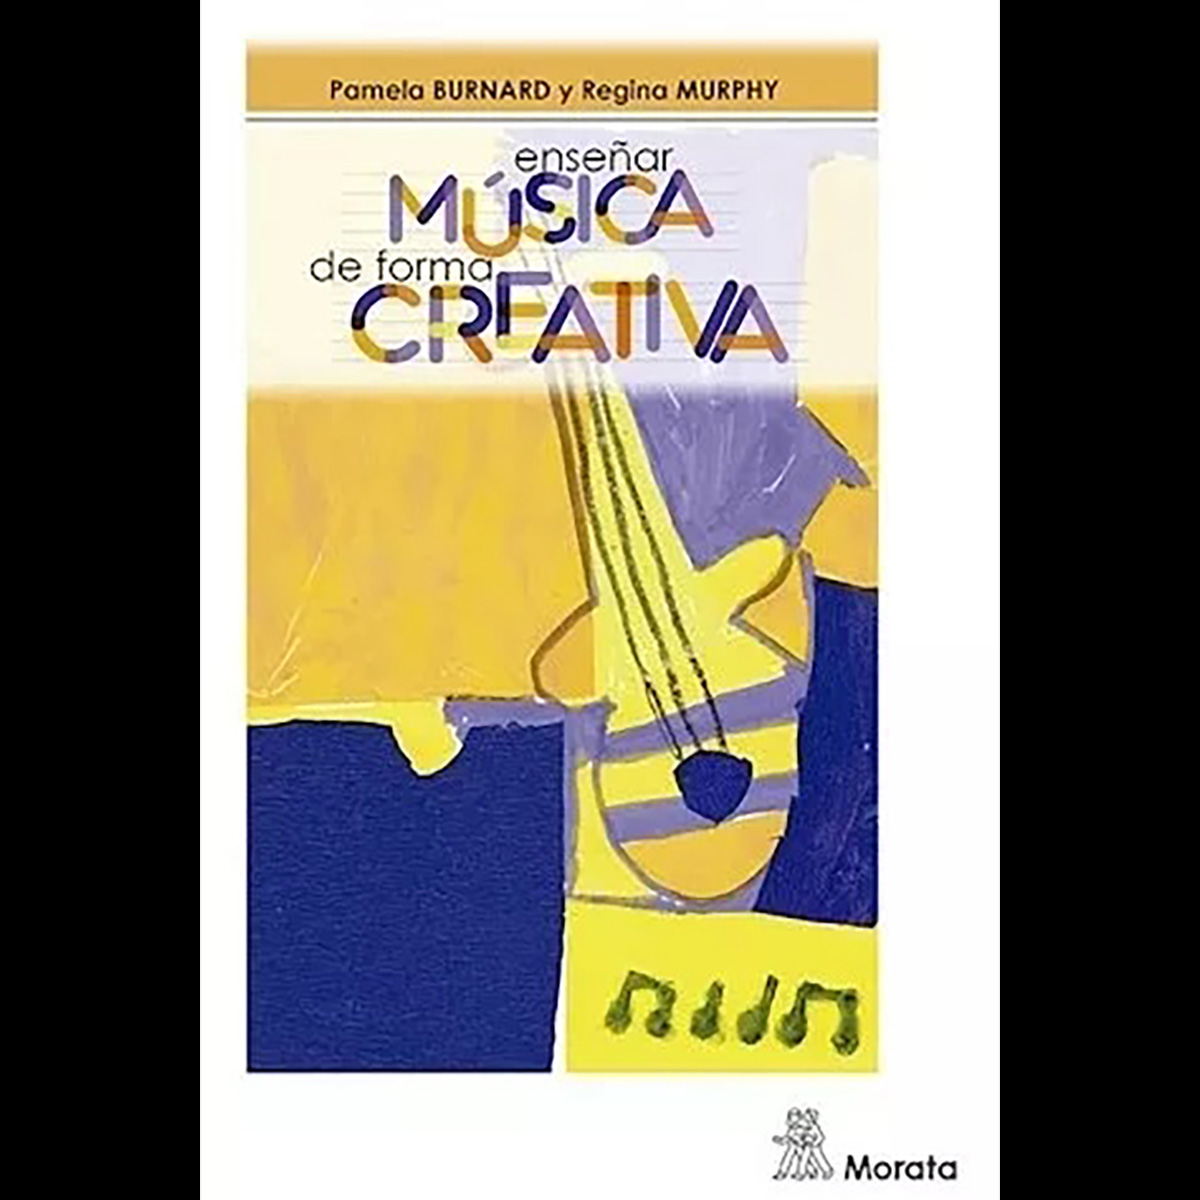 Pamela BURNARD y Regina MURPHY
enseñar
MÚSICA
de forma
CREATIVA
Morata